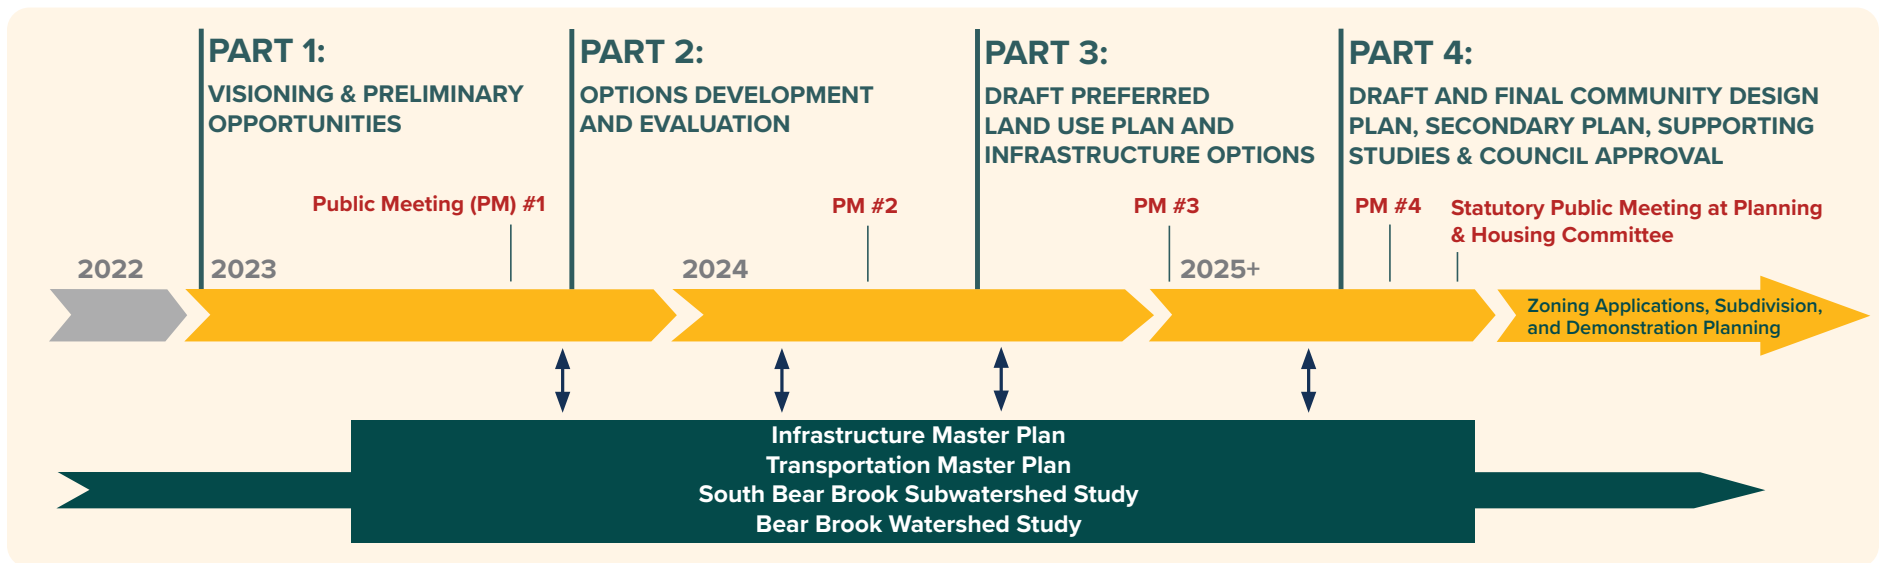 PART 1:
VISIONING & PRELIMINARY
OPPORTUNITIES
PART 2:
OPTIONS DEVELOPMENT
AND EVALUATION
PART 3:
DRAFT PREFERRED
LAND USE PLAN AND
INFRASTRUCTURE OPTIONS
PART 4:
DRAFT AND FINAL COMMUNITY DESIGN
PLAN, SECONDARY PLAN, SUPPORTING
STUDIES & COUNCIL APPROVAL
Public Meeting (PM) #1
PM #2
PM #3
PM #4
Statutory Public Meeting at Planning
& Housing Committee
2022
2023
2024
2025+
Zoning Applications, Subdivision,
and Demonstration Planning
Infrastructure Master Plan
Transportation Master Plan
South Bear Brook Subwatershed Study
Bear Brook Watershed Study